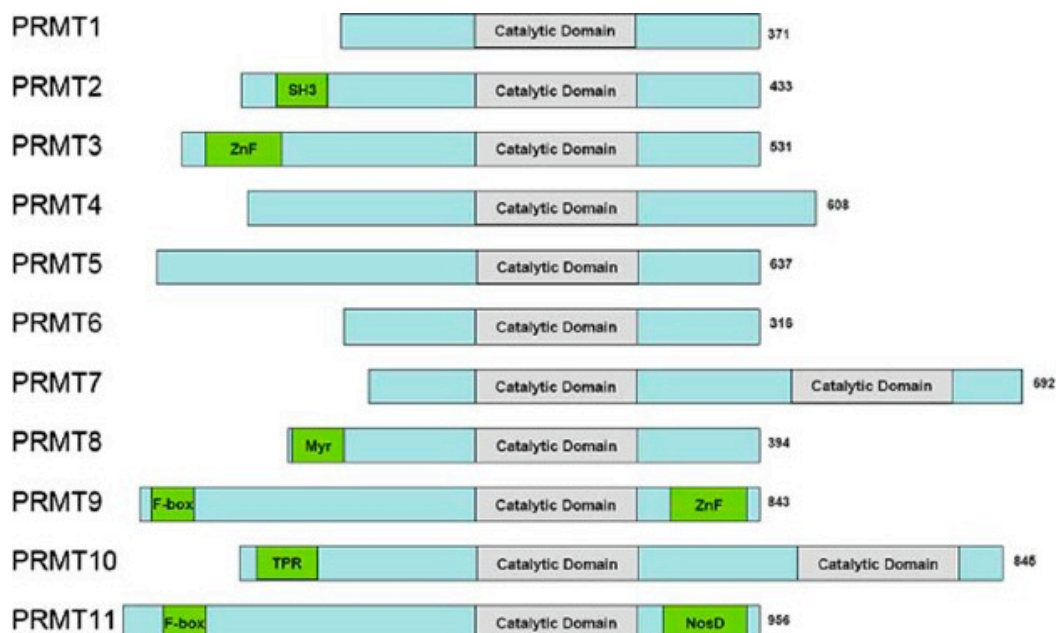 PRMT1 Catalytic Domain 371
PRMT2 SH3 Catalytic Domain 433
PRMT3 ZnF Catalytic Domain 531
PRMT4 Catalytic Domain 608
PRMT5 Catalytic Domain 637
PRMT6 Catalytic Domain 316
PRMT7 Catalytic Domain Catalytic Domain 692
PRMT8 Myr Catalytic Domain 394
PRMT9 F-box Catalytic Domain ZnF 843
PRMT10 TPR Catalytic Domain Catalytic Domain 845
PRMT11 F-box Catalytic Domain NosD 956